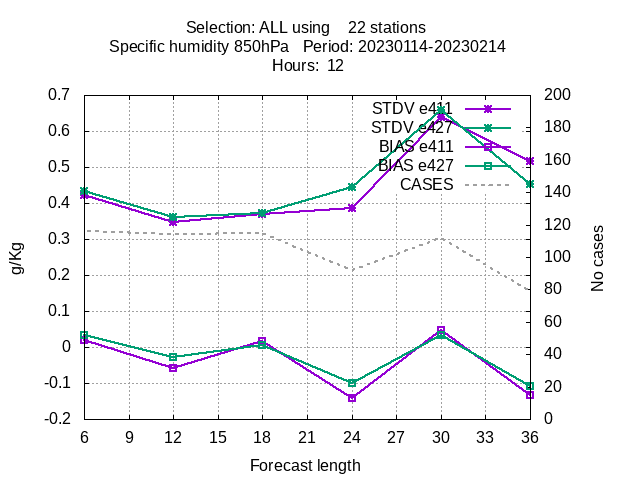 Selection: ALL using 22 stations
Specific humidity 850hPa Period: 20230114-20230214
Hours: 12
0.7
0.6
0.5
0.4
0.3
0.2
0.1
0
-0.1
-0.2
g/Kg
STDV e411
STDV e427
BIAS e411
BIAS e427
CASES
200
180
160
140
120
100
80
60
40
20
0
No cases
6 9 12 15 18 21 24 27 30 33 36
Forecast length